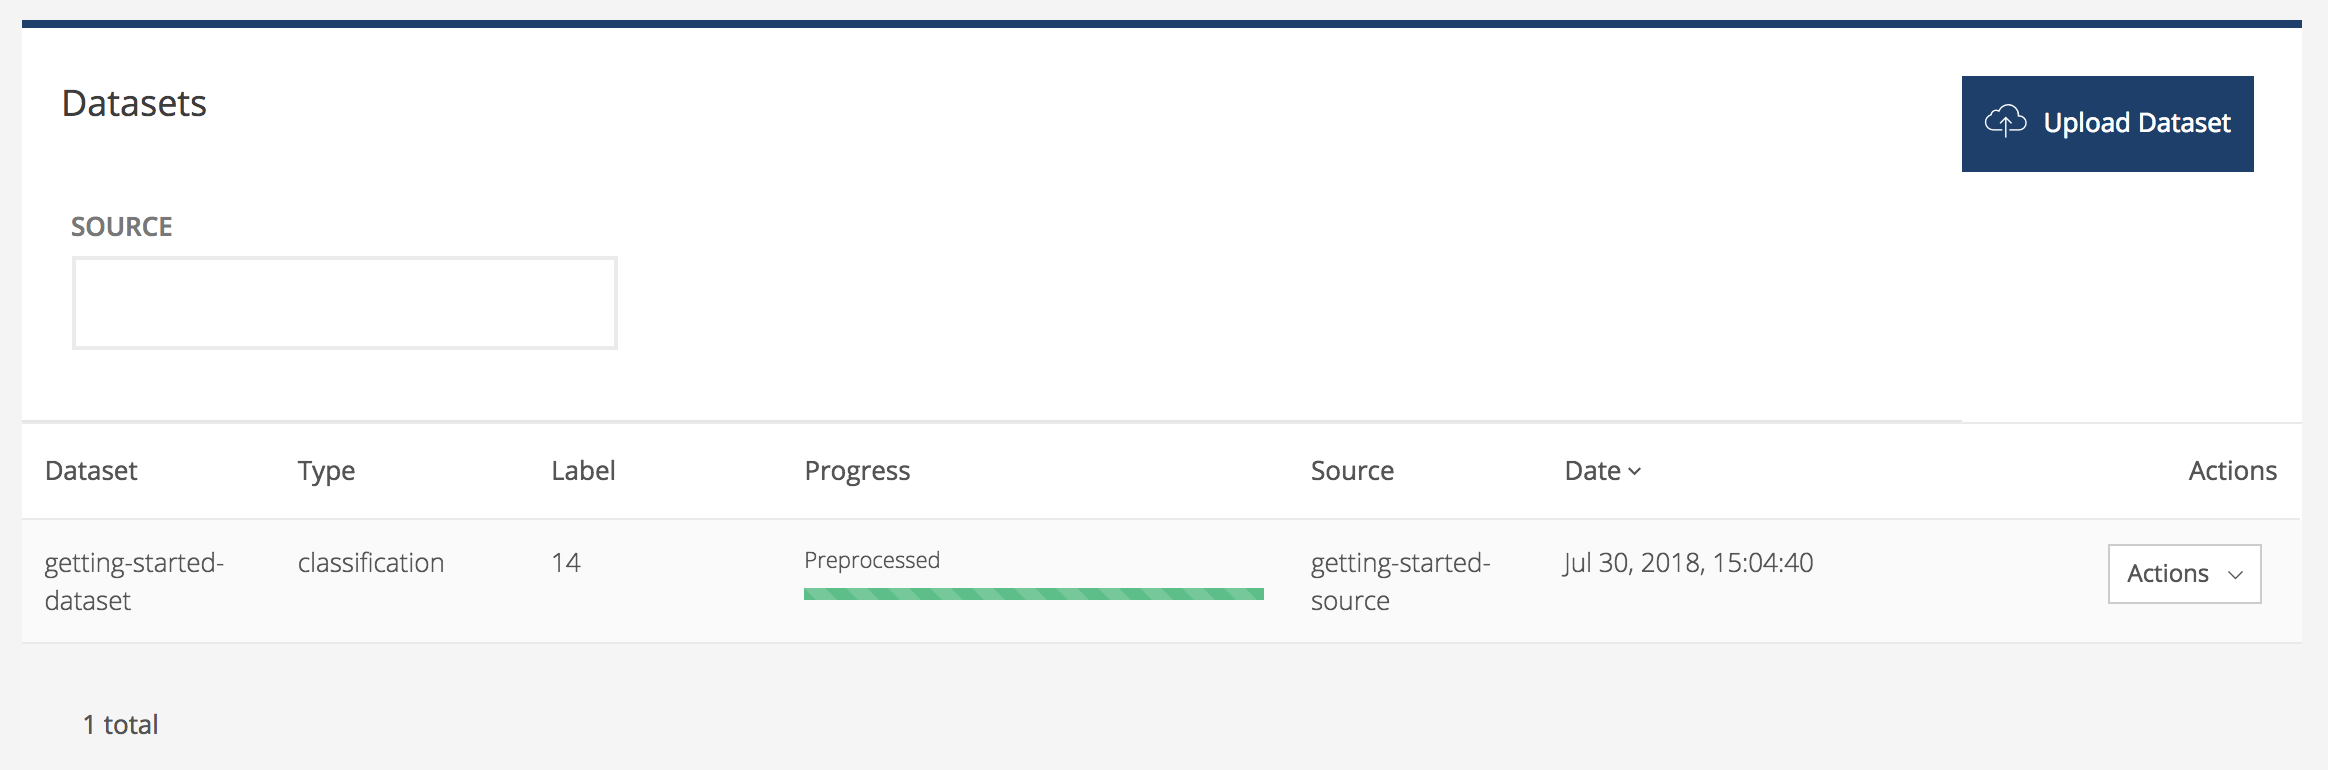 Datasets
Upload Dataset
SOURCE
Dataset Type Label Progress Source Date Actions
getting-started- classification 14 Preprocessed getting-started- Jul 30, 2018, 15:04:40 Actions
dataset source
1 total